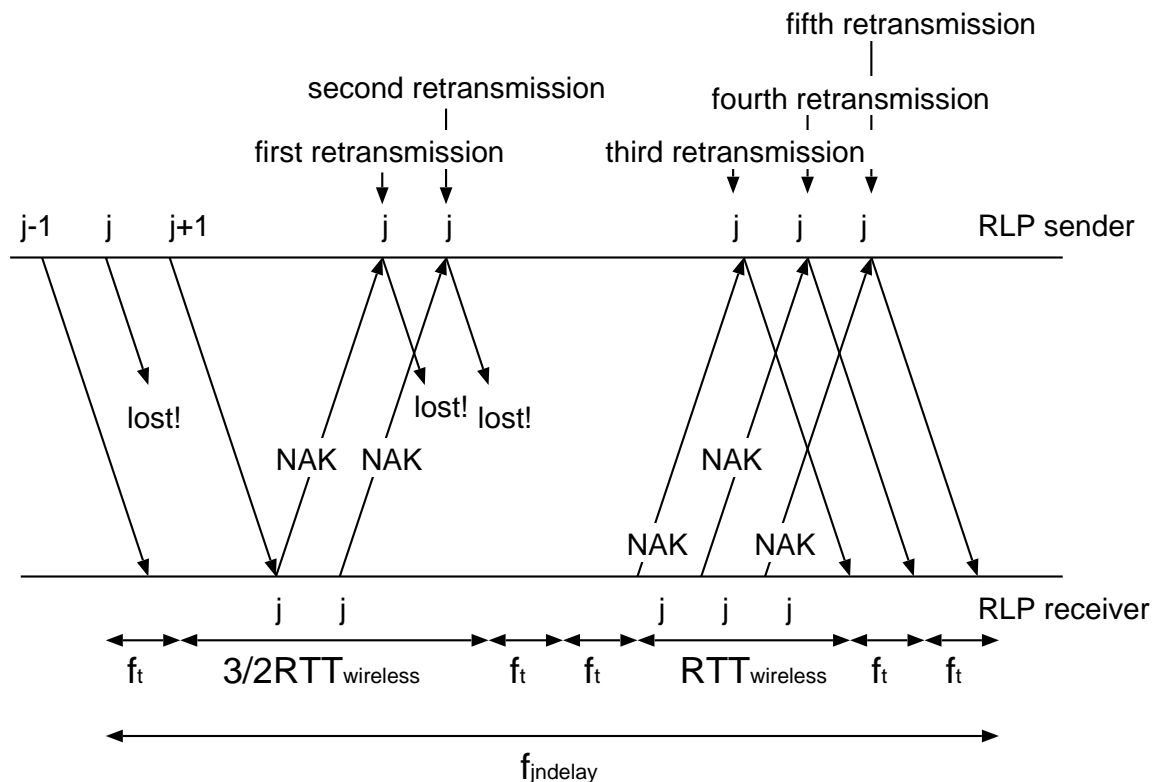 fifth retransmission
second retransmission
fourth retransmission
first retransmission
third retransmission
j-1 j j+1 j j j j j RLP sender
lost! lost! lost!
NAK NAK NAK
NAK NAK
j j j j j RLP receiver
ft 3/2RTTwireless ft ft RTTwireless ft ft
fjndelay